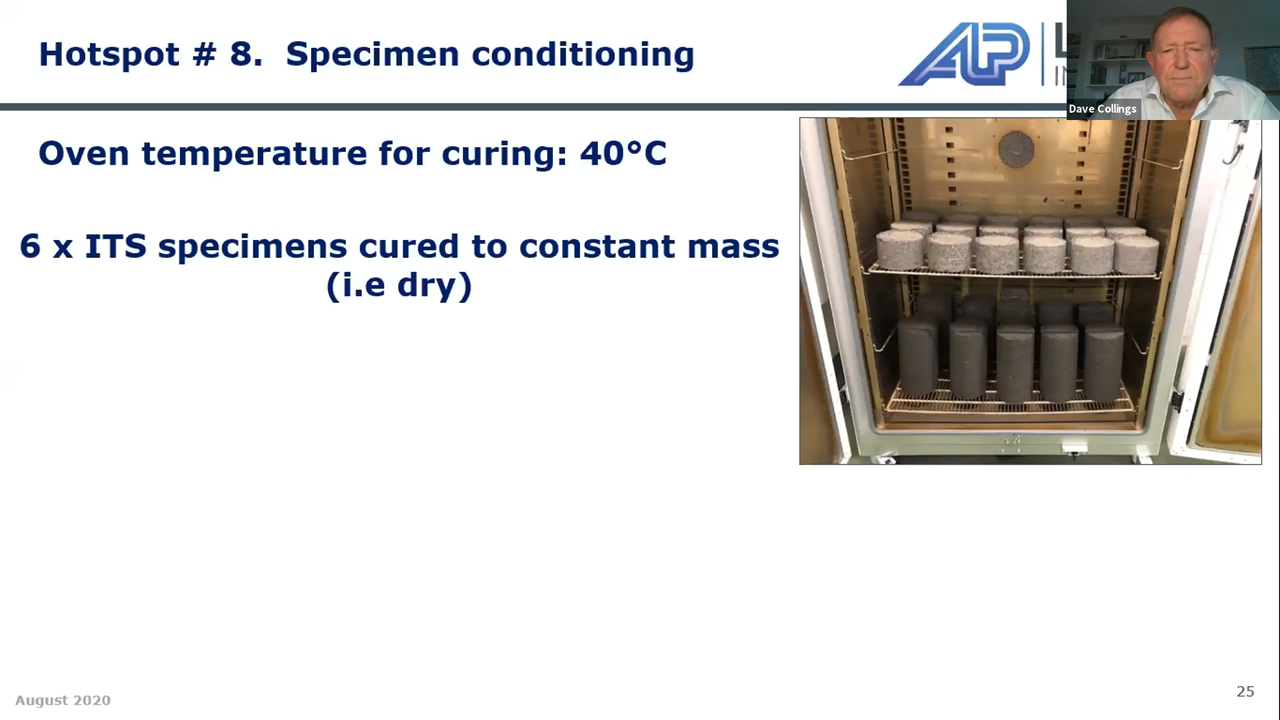 Hotspot # 8.  Specimen conditioning
AP
Dave Collings
Oven temperature for curing: 40°C
6 x ITS specimens cured to constant mass
(i.e dry)
August 2020
25